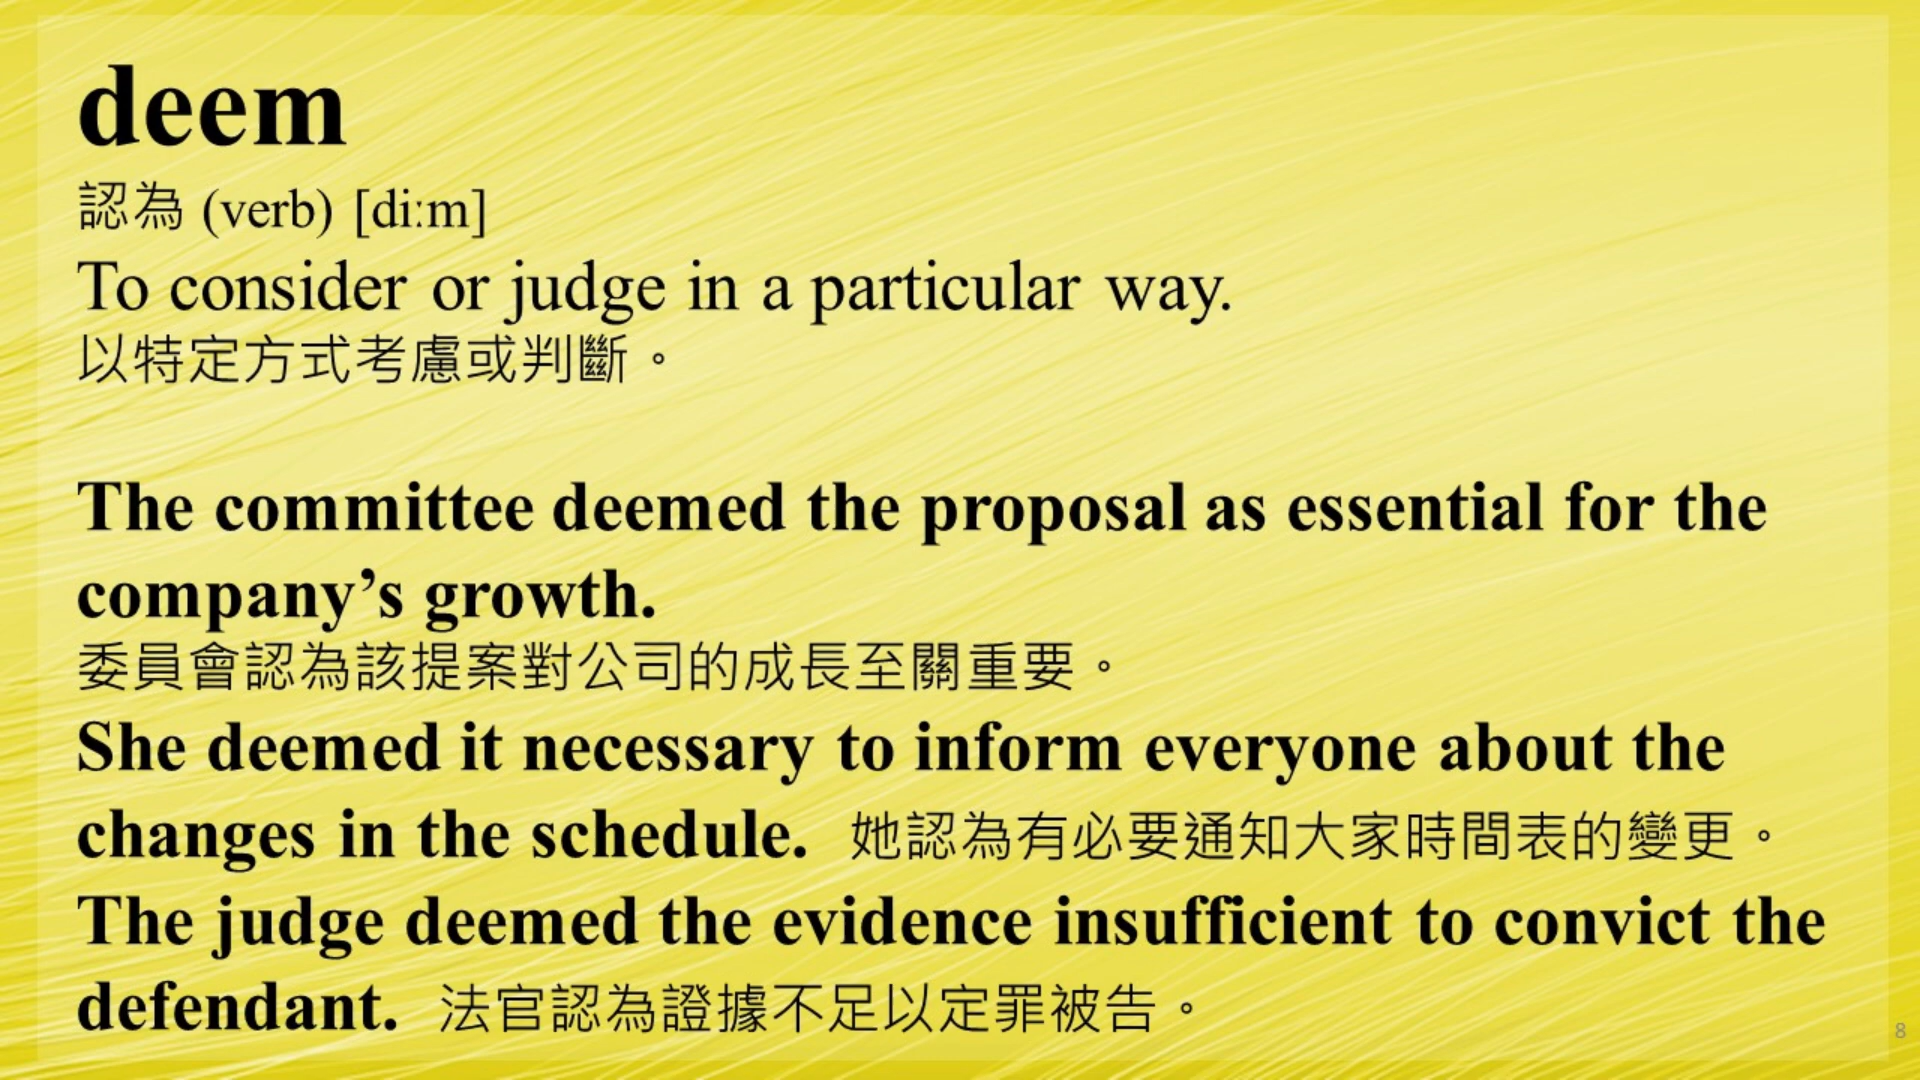 deem
認為 (verb) [di:m]
To consider or judge in a particular way.
以特定方式考慮或判斷。
The committee deemed the proposal as essential for the
company’s growth.
委員會認為該提案對公司的成長至關重要。
She deemed it necessary to inform everyone about the
changes in the schedule. 她認為有必要通知大家時間表的變更。
The judge deemed the evidence insufficient to convict the
defendant. 法官認為證據不足以定罪被告。
8